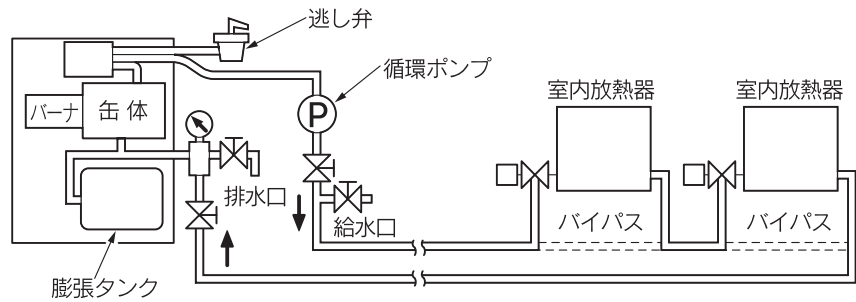 逃し弁
循環ポンプ
室内放熱器
室内放熱器
バーナ
缶体
P
排水口
給水口
バイパス
バイパス
膨張タンク